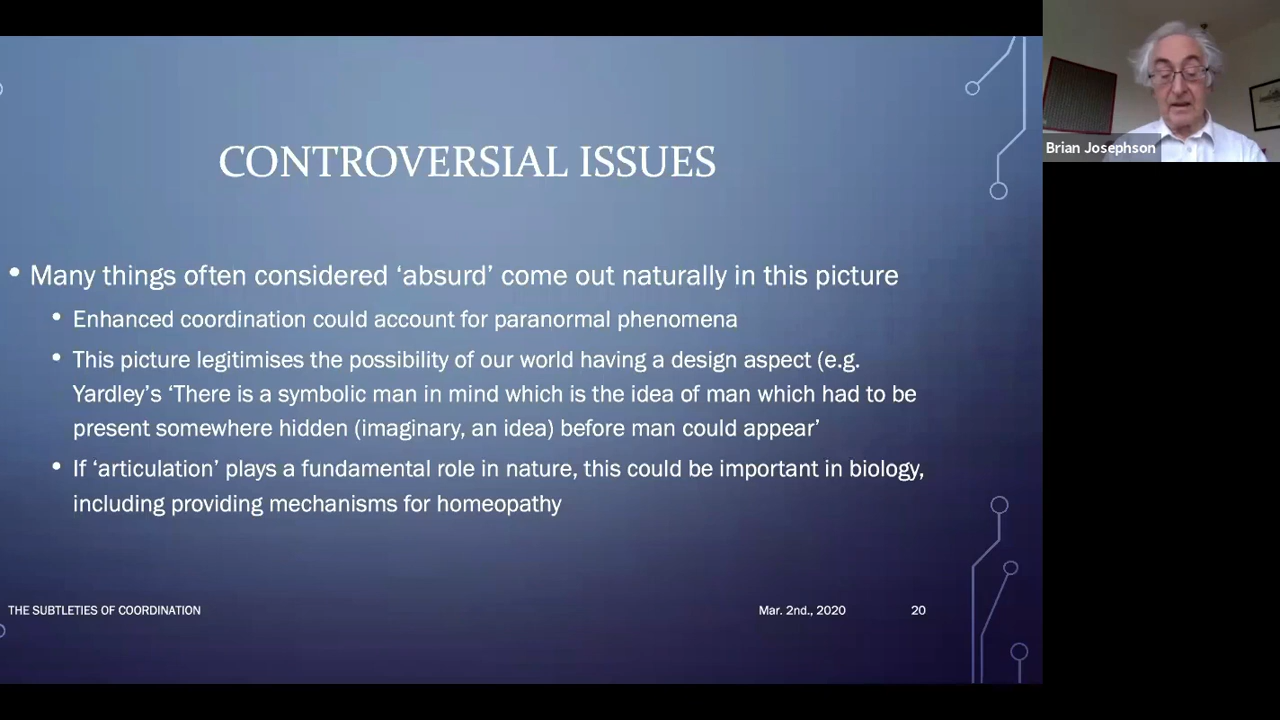 CONTROVERSIAL ISSUES
• Many things often considered ‘absurd’ come out naturally in this picture
• Enhanced coordination could account for paranormal phenomena
• This picture legitimises the possibility of our world having a design aspect (e.g.
Yardley’s ‘There is a symbolic man in mind which is the idea of man which had to be
present somewhere hidden (imaginary, an idea) before man could appear’
• If ‘articulation’ plays a fundamental role in nature, this could be important in biology,
including providing mechanisms for homeopathy
THE SUBTLETIES OF COORDINATION
Mar. 2nd., 2020
20
Brian Josephson